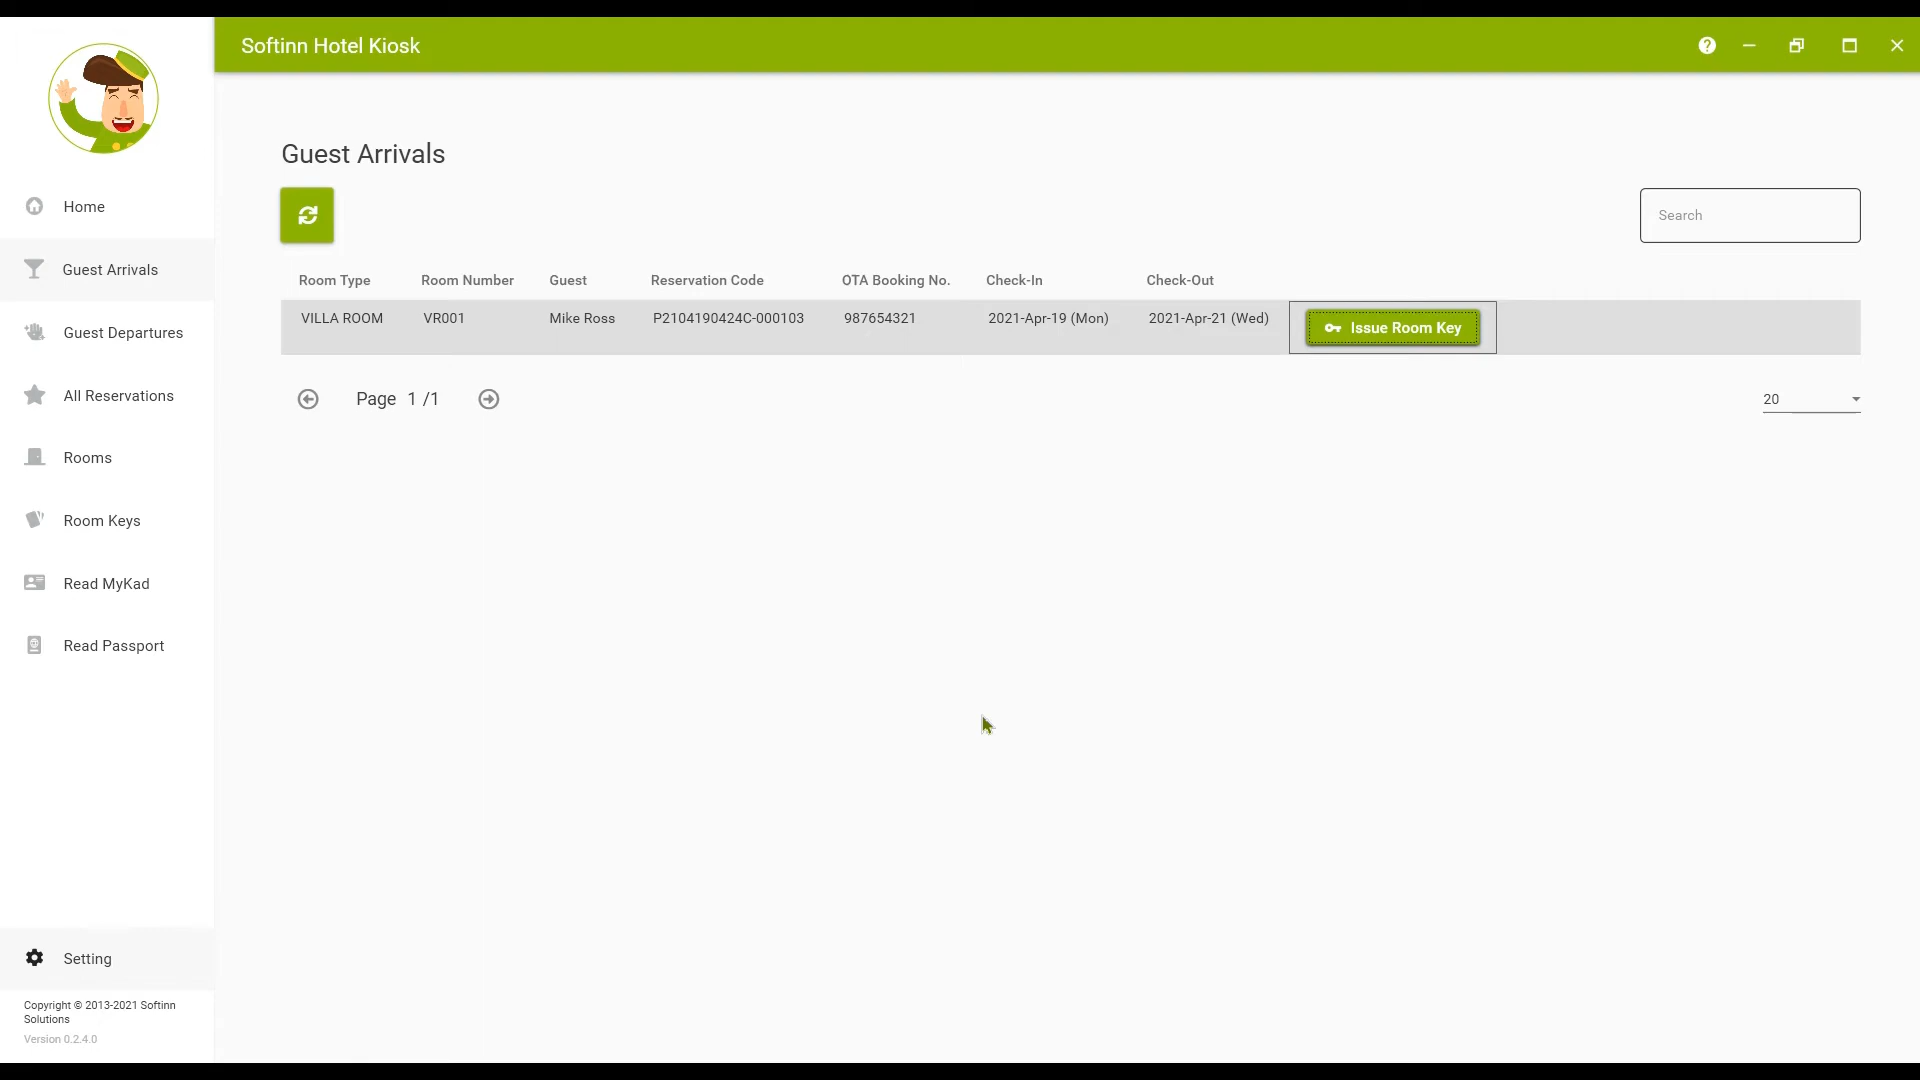 Softinn Hotel Kiosk
Home
Guest Arrivals
Guest Departures
All Reservations
Rooms
Room Keys
Read MyKad
Read Passport
Setting
Copyright © 2013-2021 Softinn
Solutions
Version 0.2.4.0
Guest Arrivals
Search
Room Type Room Number Guest Reservation Code OTA Booking No. Check-In Check-Out
VILLA ROOM VR001 Mike Ross P2104190424C-000103 987654321 2021-Apr-19 (Mon) 2021-Apr-21 (Wed) Issue Room Key
Page 1 /1 20